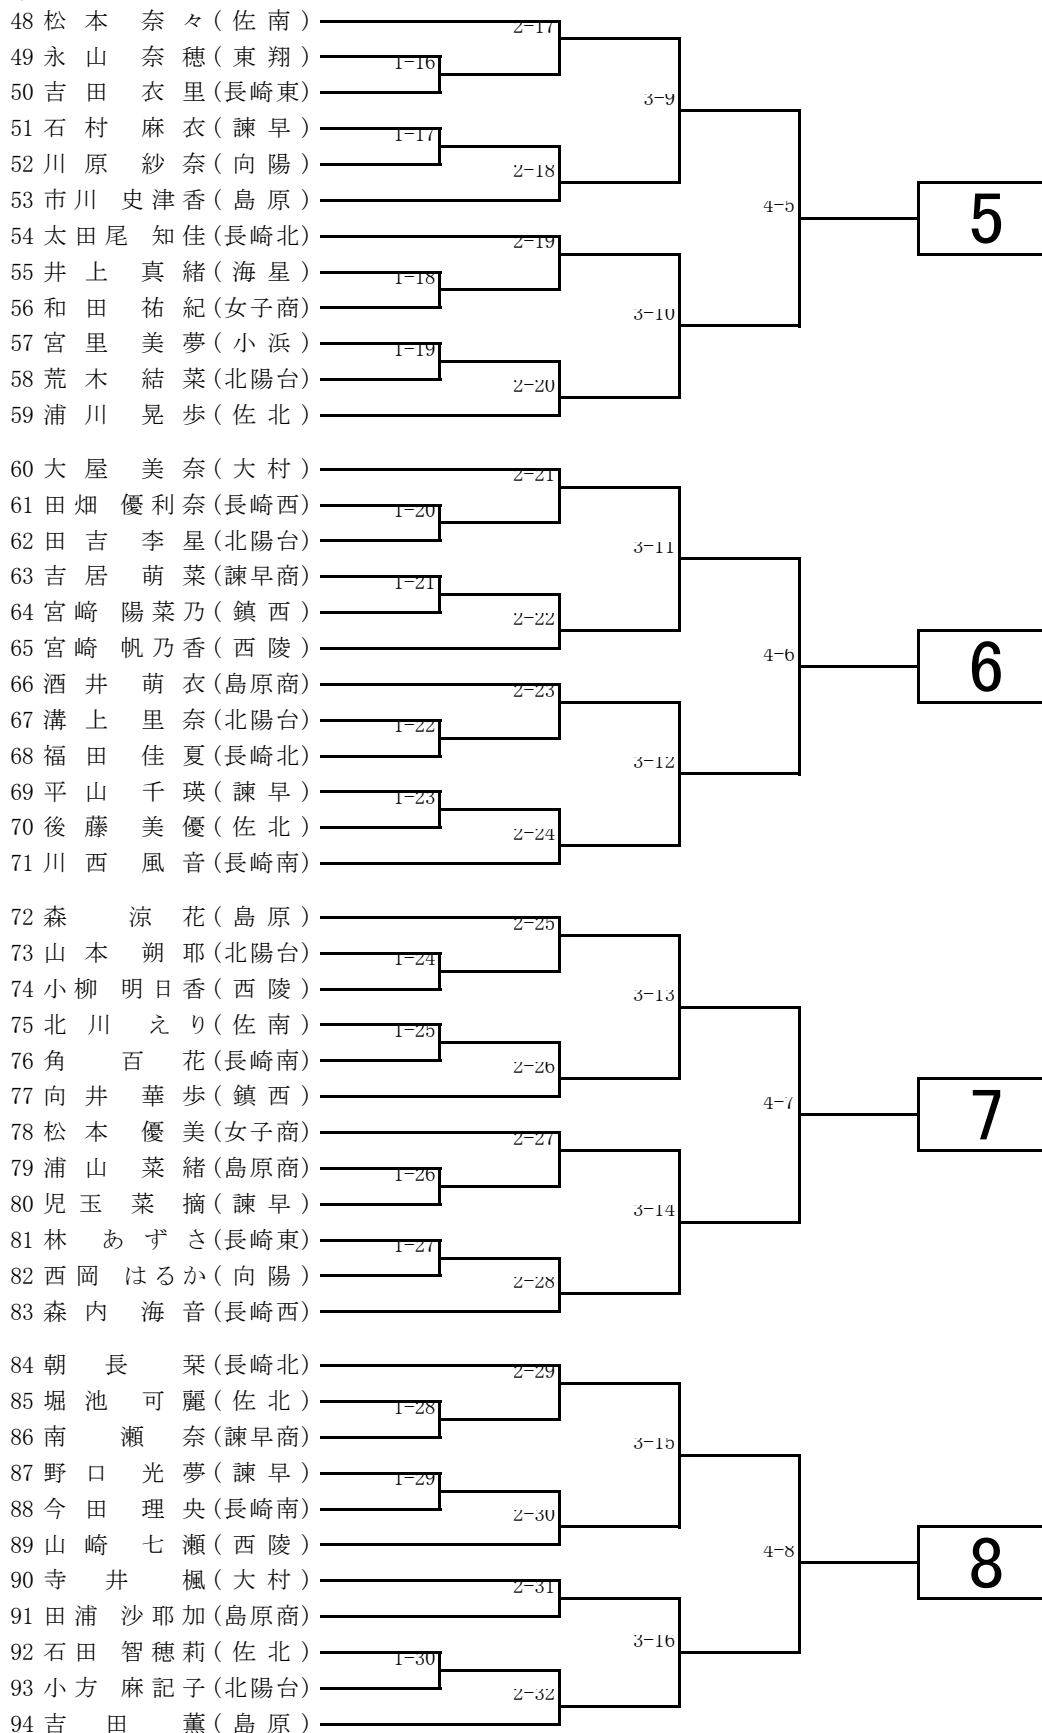 48 松本 奈々 (佐南)
2-17
49 永山 奈穂 (東翔)
1-16
50 吉田 衣里 (長崎東)
3-9
51 石村 麻衣 (諫早)
1-17
52 川原 紗奈 (向陽)
2-18
53 市川 史津香 (島原)
4-5
5
54 太田尾 知佳 (長崎北)
2-19
55 井上 真緒 (海星)
1-18
56 和田 祐紀 (女子商)
3-10
57 宮里 美夢 (小浜)
1-19
58 荒木 結菜 (北陽台)
2-20
59 浦川 晃歩 (佐北)
60 大屋 美奈 (大村)
2-21
61 田畑 優利奈 (長崎西)
1-20
62 田吉 李星 (北陽台)
3-11
63 吉居 萌菜 (諫早商)
1-21
64 宮﨑 陽菜乃 (鎮西)
2-22
65 宮崎 帆乃香 (西陵)
4-6
6
66 酒井 萌衣 (島原商)
2-23
67 溝上 里奈 (北陽台)
1-22
68 福田 佳夏 (長崎北)
3-12
69 平山 千瑛 (諫早)
1-23
70 後藤 美優 (佐北)
2-24
71 川西 風音 (長崎南)
72 森 涼花 (島原)
2-25
73 山本 朔耶 (北陽台)
1-24
74 小柳 明日香 (西陵)
3-13
75 北川 えり (佐南)
1-25
76 角 百花 (長崎南)
2-26
77 向井 華歩 (鎮西)
4-7
7
78 松本 優美 (女子商)
2-27
79 浦山 菜緒 (島原商)
1-26
80 児玉 菜摘 (諫早)
3-14
81 林 あずさ (長崎東)
1-27
82 西岡 はるか (向陽)
2-28
83 森内 海音 (長崎西)
84 朝長 栞 (長崎北)
2-29
85 堀池 可麗 (佐北)
1-28
86 南 瀬奈 (諫早商)
3-15
87 野口 光夢 (諫早)
1-29
88 今田 理央 (長崎南)
2-30
89 山崎 七瀬 (西陵)
4-8
8
90 寺井 楓 (大村)
2-31
91 田浦 沙耶加 (島原商)
92 石田 智穂莉 (佐北)
3-16
1-30
93 小方 麻記子 (北陽台)
2-32
94 吉田 薫 (島原)